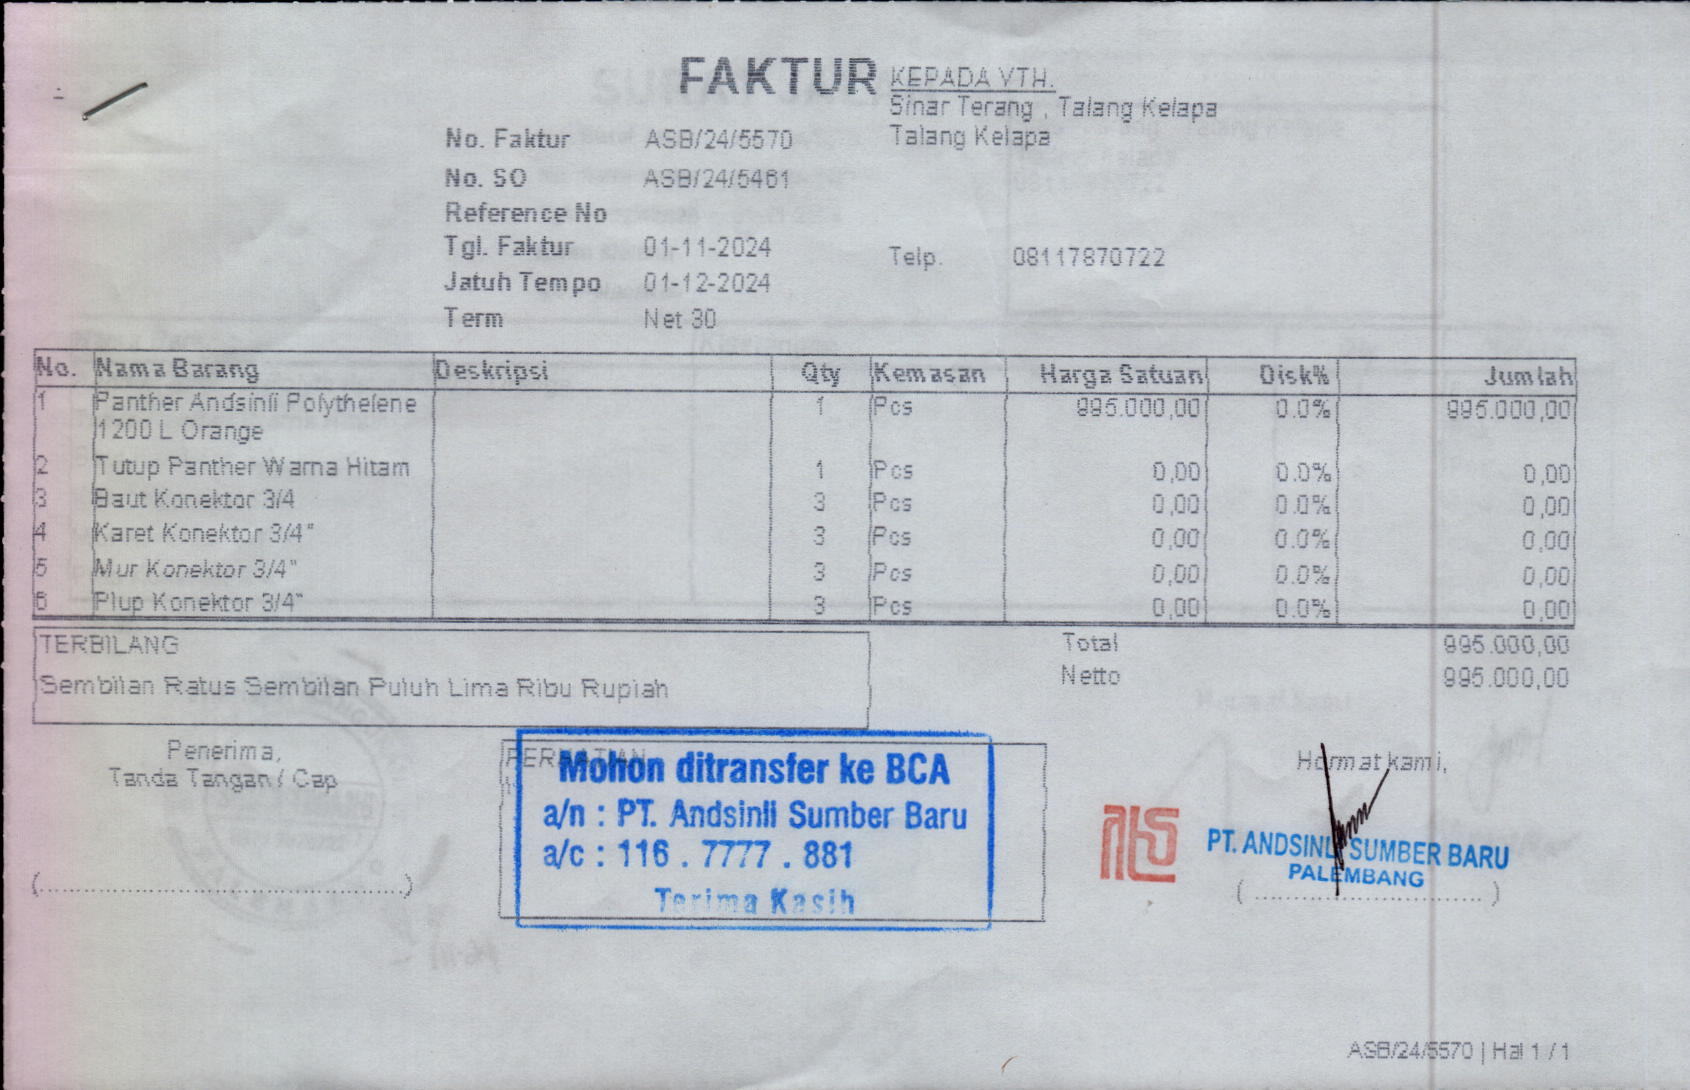 FAKTUR
No. Faktur ASB/24/5570
No. SO ASB/24/5461
Reference No
Tgl. Faktur 01-11-2024
Jatuh Tempo 01-12-2024
Term Net 30
KEPADA YTH.
Sinar Terang , Talang Kelapa
Talang Kelapa
Telp. 08117870722
No. Nama Barang Deskripsi Qty Kemasan Harga Satuan Disk% Jumlah
1 Panther Andsinli Polythelene 1 Pcs 995.000,00 0.0% 995.000,00
1200 L Orange
2 Tutup Panther Warna Hitam 1 Pcs 0,00 0.0% 0,00
3 Baut Konektor 3/4 3 Pcs 0,00 0.0% 0,00
4 Karet Konektor 3/4" 3 Pcs 0,00 0.0% 0,00
5 Mur Konektor 3/4" 3 Pcs 0,00 0.0% 0,00
6 Plup Konektor 3/4" 3 Pcs 0,00 0.0% 0,00
TERBILANG
Sembilan Ratus Sembilan Puluh Lima Ribu Rupiah
Total 995.000,00
Netto 995.000,00
Penerima,
Tanda Tangan / Cap
(......................................................)
PERHATIAN
Mohon ditransfer ke BCA
a/n : PT. Andsinli Sumber Baru
a/c : 116 . 7777 . 881
Terima Kasih
Hormat kami,
PT. ANDSINLI SUMBER BARU
PALEMBANG
( ................................. )
ASB/24/5570 | Hal 1 / 1